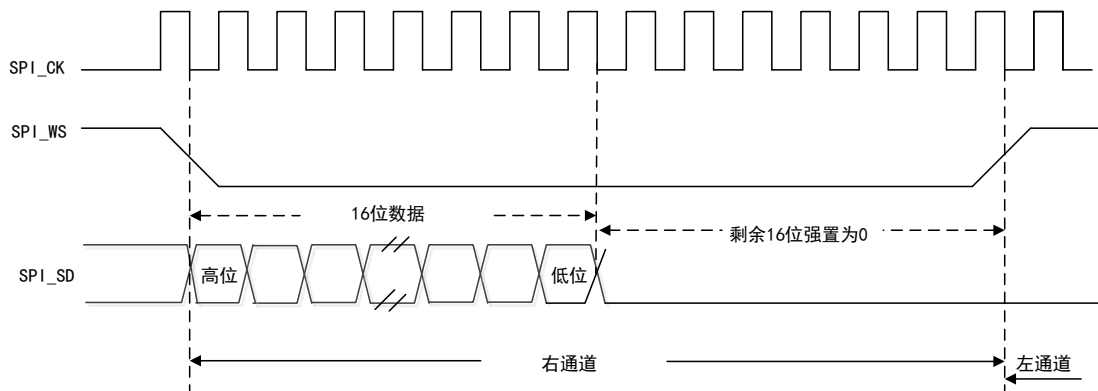 SPI_CK
SPI_WS
16位数据
剩余16位强置为0
SPI_SD
高位
低位
右通道
左通道